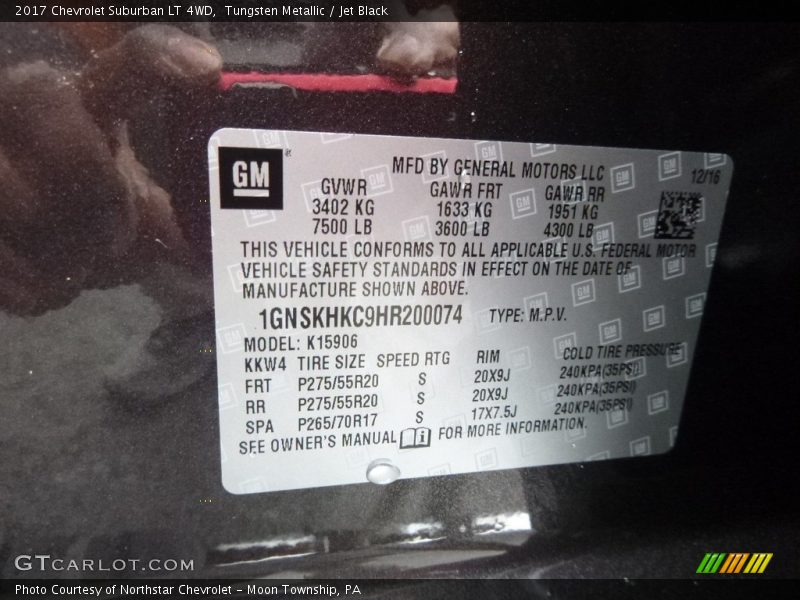 2017 Chevrolet Suburban LT 4WD, Tungsten Metallic / Jet Black
GM
MFD BY GENERAL MOTORS LLC
12/16
GVWR GAWR FRT GAWR RR
3402 KG 1633 KG 1951 KG
7500 LB 3600 LB 4300 LB
THIS VEHICLE CONFORMS TO ALL APPLICABLE U.S. FEDERAL MOTOR
VEHICLE SAFETY STANDARDS IN EFFECT ON THE DATE OF
MANUFACTURE SHOWN ABOVE.
1GNSKHKC9HR200074 TYPE: M.P.V.
MODEL: K15906
KKW4 TIRE SIZE SPEED RTG RIM COLD TIRE PRESSURE
FRT P275/55R20 S 20X9J 240KPA(35PSI)
RR P275/55R20 S 20X9J 240KPA(35PSI)
SPA P265/70R17 S 17X7.5J 240KPA(35PSI)
SEE OWNER'S MANUAL FOR MORE INFORMATION.
GTCARLOT.COM
Photo Courtesy of Northstar Chevrolet – Moon Township, PA